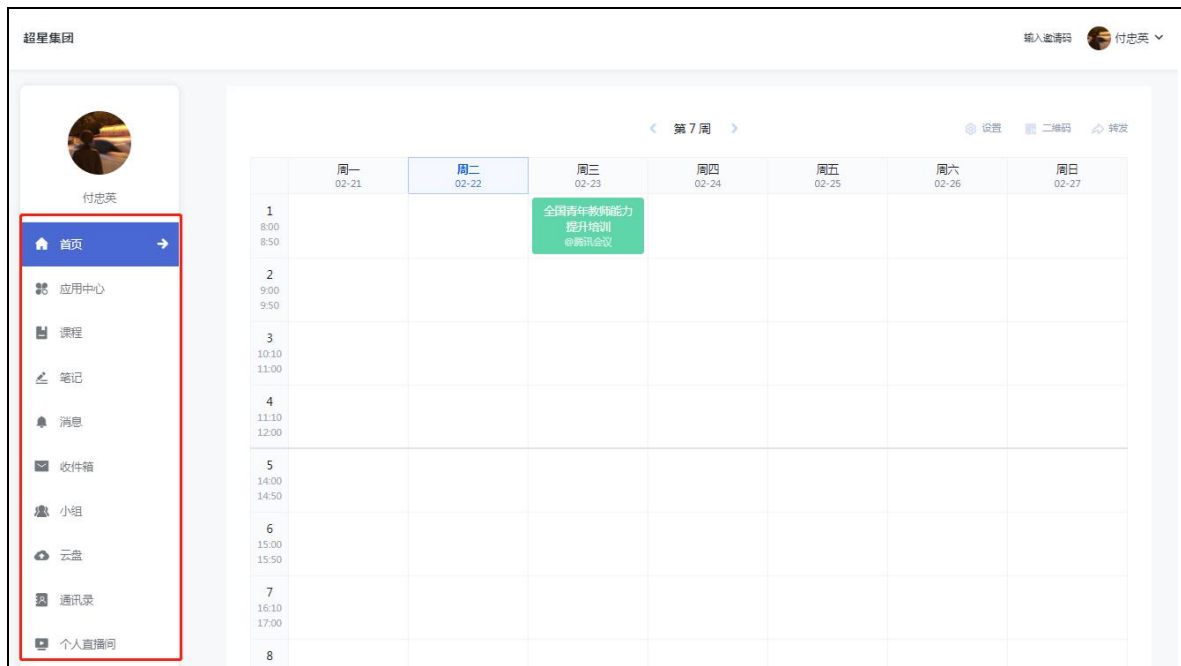 超星集团
输入邀请码 付忠英
付忠英
首页
应用中心
课程
笔记
消息
收件箱
小组
云盘
通讯录
个人直播间
第 7 周
设置 二维码 转发
周一 周二 周三 周四 周五 周六 周日
02-21 02-22 02-23 02-24 02-25 02-26 02-27
1
8:00
8:50
全国青年教师能力
提升培训
@腾讯会议
2
9:00
9:50
3
10:10
11:00
4
11:10
12:00
5
14:00
14:50
6
15:00
15:50
7
16:10
17:00
8